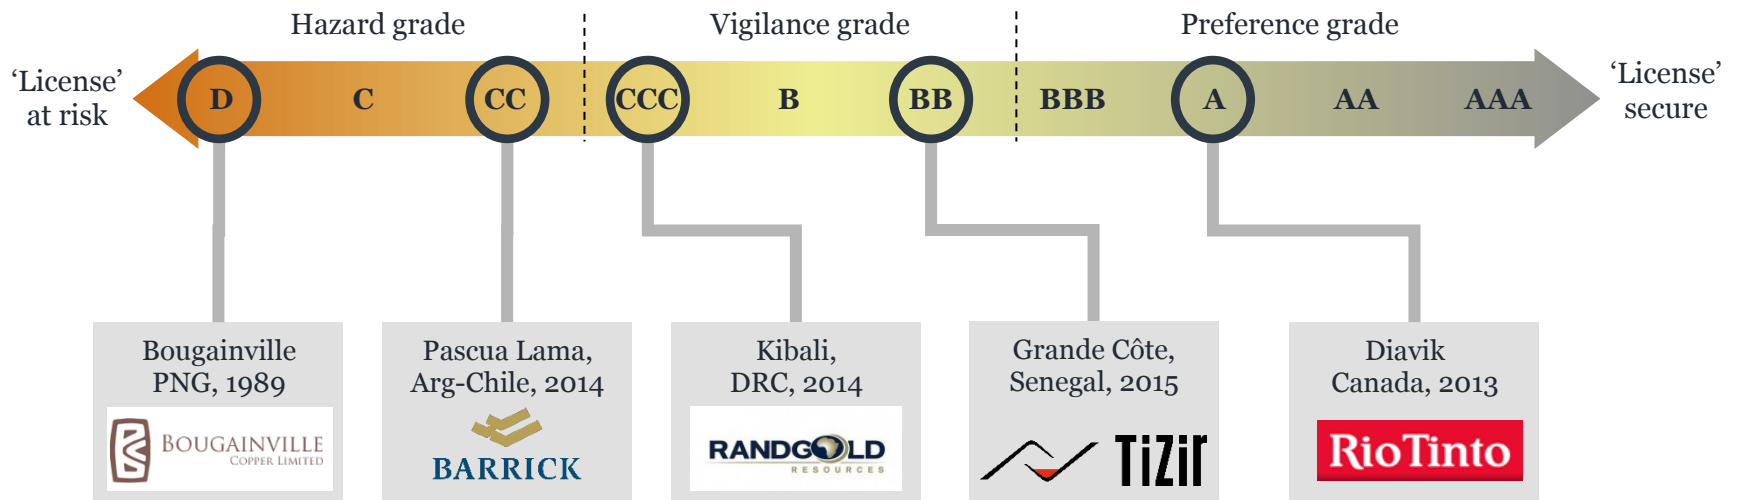 Hazard grade
Vigilance grade
Preference grade
‘License’
at risk
D
C
CC
CCC
B
BB
BBB
A
AA
AAA
‘License’
secure
Bougainville
PNG, 1989
BOUGAINVILLE
COPPER LIMITED
Pascua Lama,
Arg-Chile, 2014
BARRICK
Kibali,
DRC, 2014
RANDGOLD
RESOURCES
Grande Côte,
Senegal, 2015
TiZir
Diavik
Canada, 2013
RioTinto